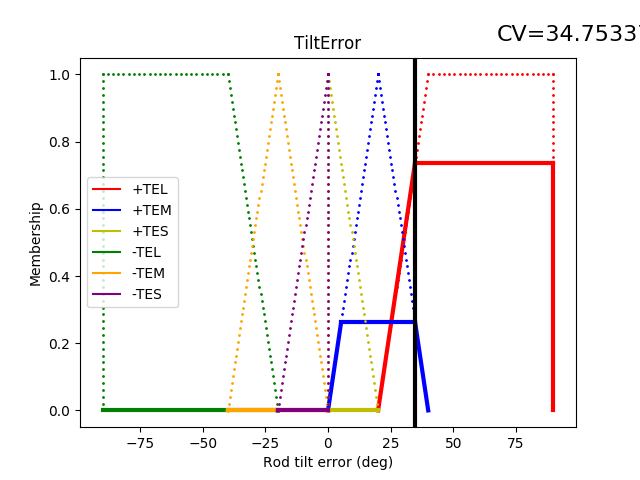 CV=34.7533
TiltError
Membership
1.0
0.8
0.6
0.4
0.2
0.0
+TEL
+TEM
+TES
-TEL
-TEM
-TES
−75
−50
−25
0
25
50
75
Rod tilt error (deg)